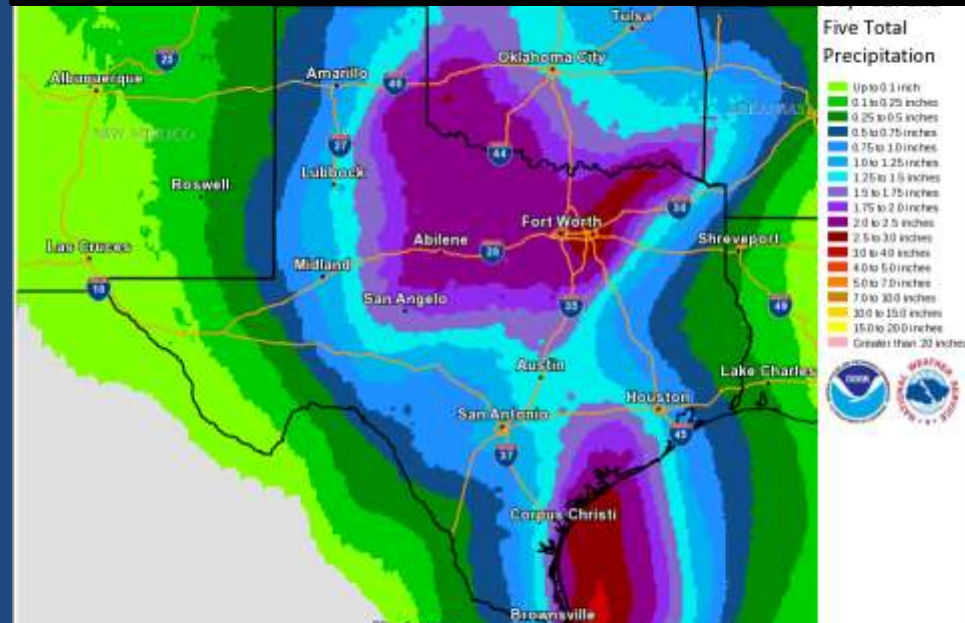 Five Total
Precipitation
Up to 0.1 inch
0.1 to 0.25 inches
0.25 to 0.5 inches
0.5 to 0.75 inches
0.75 to 1.0 inches
1.0 to 1.25 inches
1.25 to 1.5 inches
1.5 to 1.75 inches
1.75 to 2.0 inches
2.0 to 2.5 inches
2.5 to 3.0 inches
3.0 to 4.0 inches
4.0 to 5.0 inches
5.0 to 7.0 inches
7.0 to 10.0 inches
10.0 to 15.0 inches
15.0 to 20.0 inches
Greater than 20 inches
NOAA
NATIONAL WEATHER SERVICE
Tulsa
Oklahoma City
Albuquerque
25
Amarillo
40
NEW MEXICO
27
44
Lubbock
Roswell
30
Fort Worth
Las Cruces
Abilene
20
Shreveport
Midland
10
San Angelo
35
49
Austin
Lake Charles
Houston
San Antonio
45
37
Corpus Christi
Brownsville